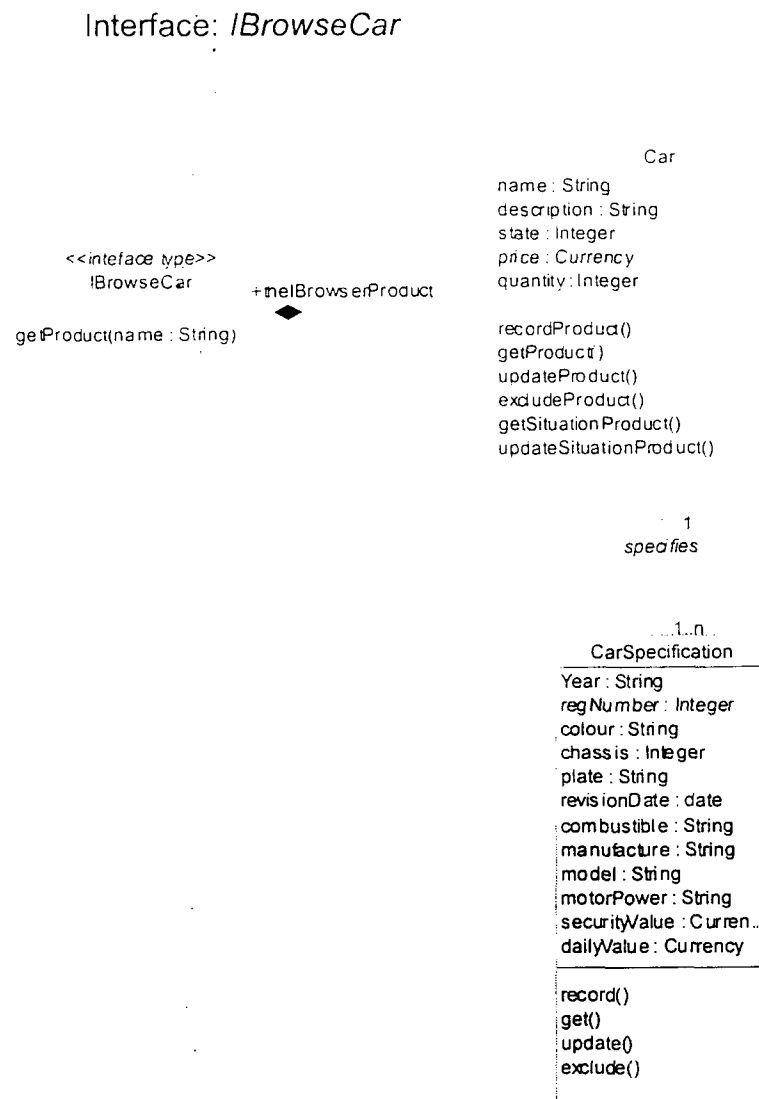 Interface: IBrowseCar
<<inteface type>>
IBrowseCar
getProduct(name : String)
+theIBrowserProduct
Car
name : String
description : String
state : Integer
price : Currency
quantity : Integer
recordProduct()
getProduct()
updateProduct()
excludeProduct()
getSituationProduct()
updateSituationProduct()
1
specifies
1..n
CarSpecification
Year : String
regNumber : Integer
colour : String
chassis : Integer
plate : String
revisionDate : date
combustible : String
manufacture : String
model : String
motorPower : String
securityValue : Curren...
dailyValue : Currency
record()
get()
update()
exclude()